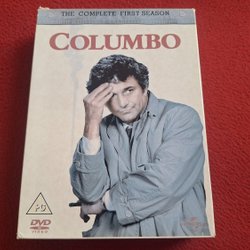 THE COMPLETE FIRST SEASON
COLUMBO
PG
DVD
VIDEO